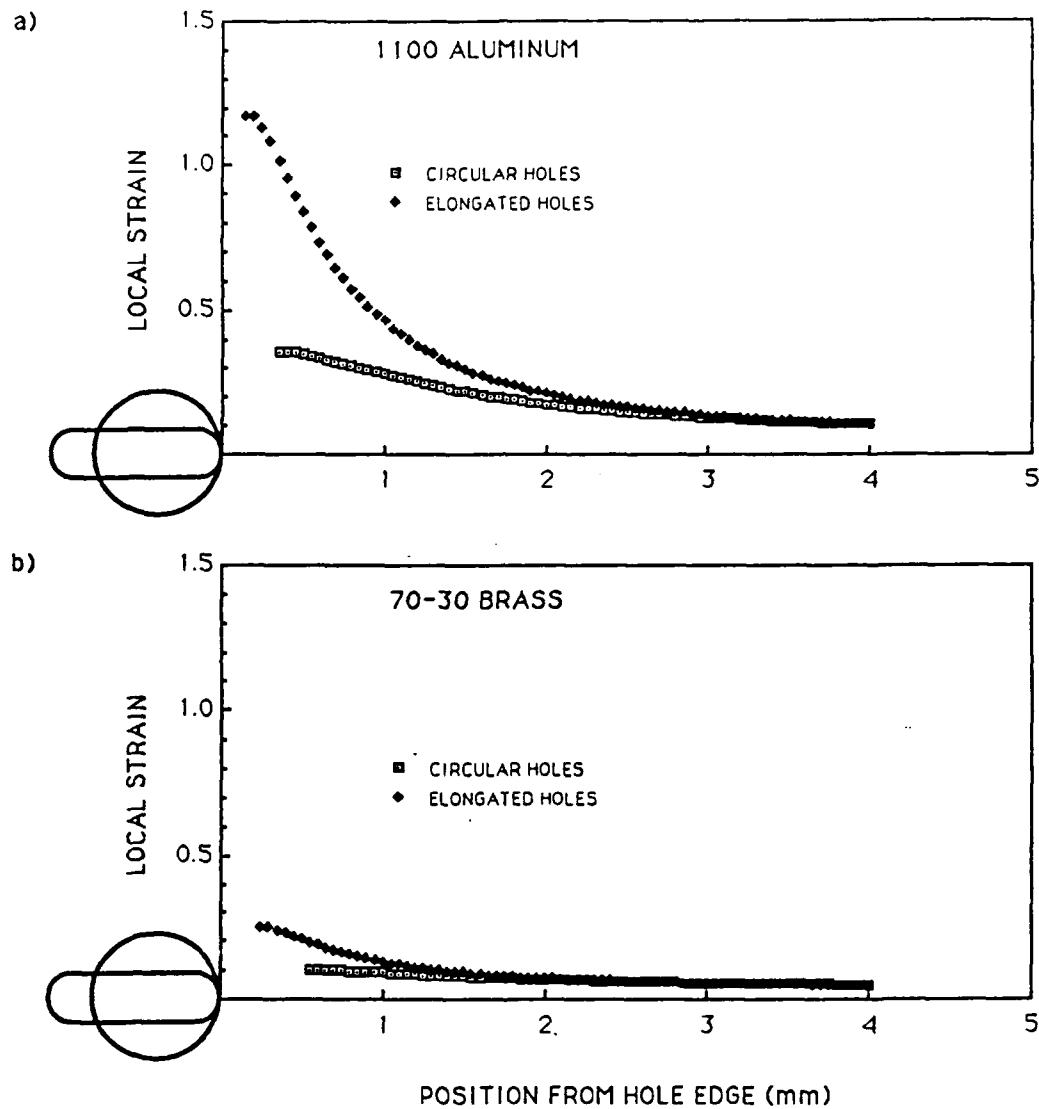 a)
1.5
1100 ALUMINUM
1.0
CIRCULAR HOLES
ELONGATED HOLES
LOCAL STRAIN
0.5
1 2 3 4 5
b)
1.5
70-30 BRASS
1.0
CIRCULAR HOLES
ELONGATED HOLES
LOCAL STRAIN
0.5
1 2 3 4 5
POSITION FROM HOLE EDGE (mm)